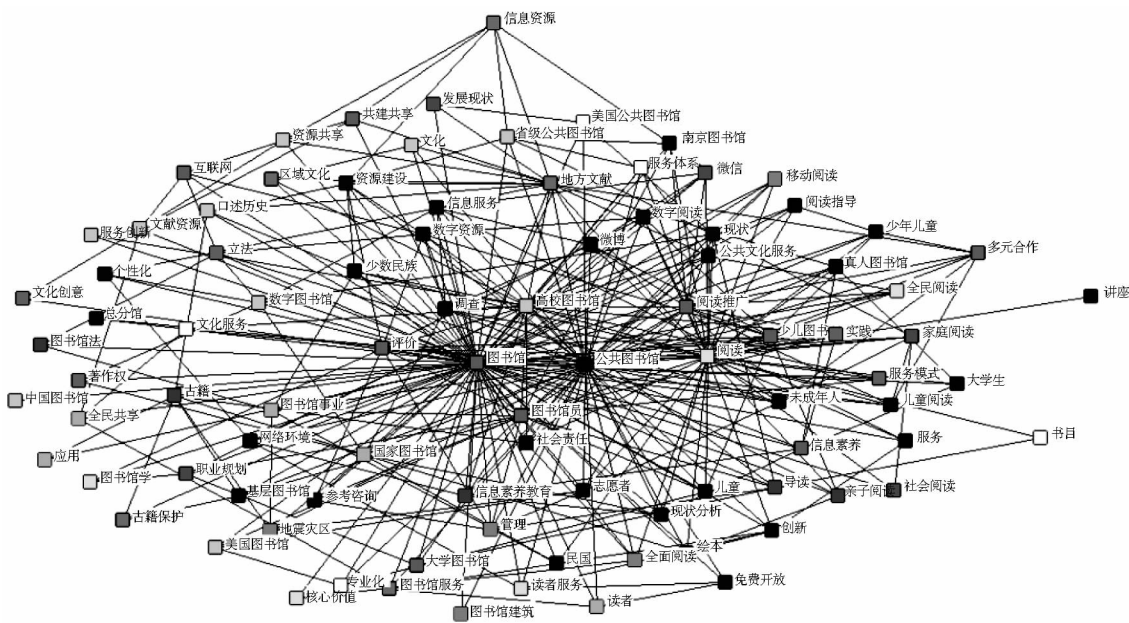 信息资源
发展现状
共建共享
美国公共图书馆
资源共享
文化
省级公共图书馆
南京图书馆
互联网
区域文化
资源建设
地方文献
服务体系
微信
移动阅读
口述历史
信息服务
数字阅读
阅读指导
服务创新
文献资源
数字资源
微博
现状
少年儿童
立法
公共文化服务
多元合作
个性化
少数民族
真人图书馆
文化创意
数字图书馆
调查
高校图书馆
阅读推广
全民阅读
讲座
总分馆
文化服务
少儿图书
实践
家庭阅读
图书馆法
评价
图书馆
公共图书馆
阅读
著作权
服务模式
大学生
中国图书馆
古籍
图书馆事业
未成年人
儿童阅读
全民共享
图书馆员
网络环境
社会责任
服务
书目
应用
国家图书馆
信息素养
图书馆学
职业规划
基层图书馆
参考咨询
信息素养教育
志愿者
儿童
导读
亲子阅读
社会阅读
古籍保护
地震灾区
管理
现状分析
创新
美国图书馆
大学图书馆
民国
全面阅读
绘本
核心价值
专业化
图书馆服务
读者服务
免费开放
图书馆建筑
读者